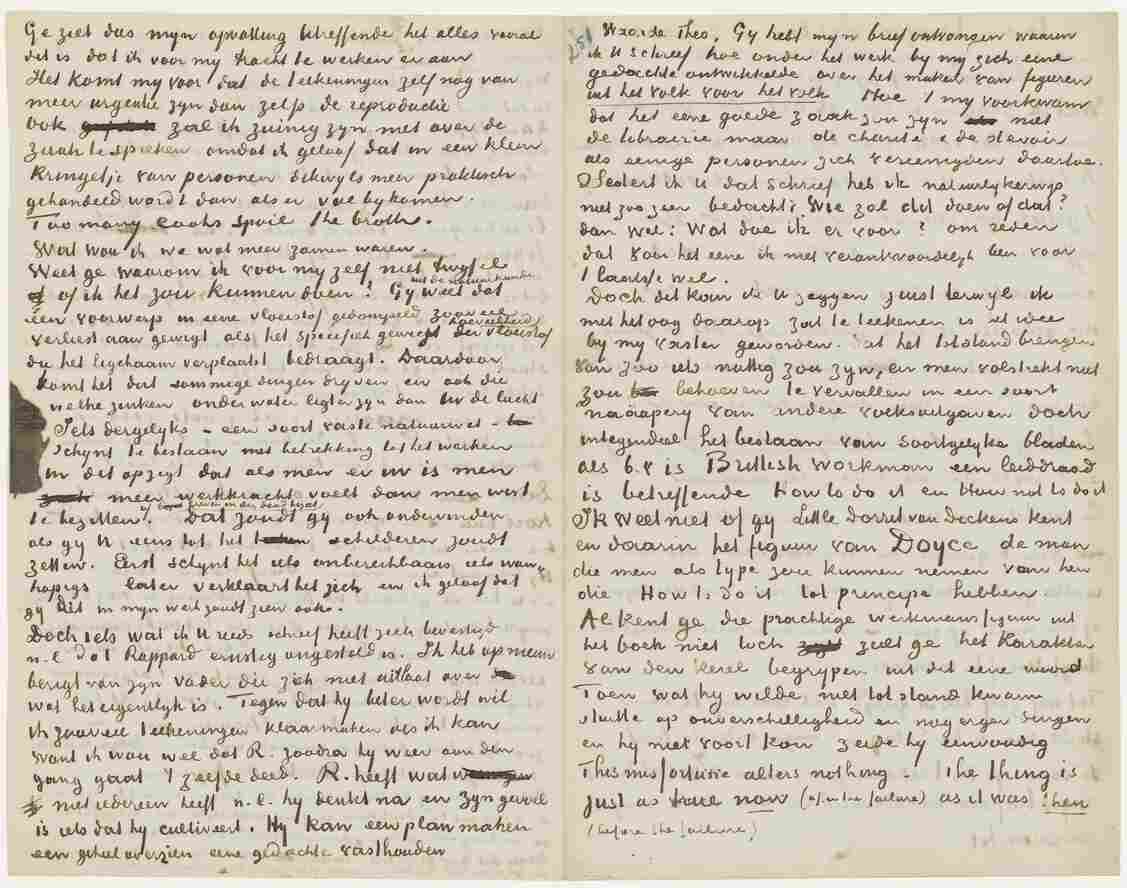 Ge ziet dus myn opvatting betreffende het alles vooral
dit is dat ik voor my tracht te werken er aan
Het komt my voor dat de teekeningen zelf nog van
meer urgentie zyn dan zelfs de reproductie
Ook zal ik zuinig zyn met over de
zaak te spreken omdat ik geloof dat in een klein
kringetje van personen dikwyls meer praktisch
gehandeld wordt dan als er vee bykomen.
Too many cooks spoil the broth.
Wat wou ik we wat meer zamen waren.
Weet ge waarom ik voor my zelf niet twyfel
of ik het zou kunnen doen? Gy weet uit de natuurkunde dat
één voorwerp in eene vloeistof gedompeld zooveel
verliest aan gewigt als het specifiek gewigt der hoeveelheid vloeistof
die het ligchaam verplaatst bedraagt. Daardoor
komt het dat sommige dingen dryven en ook die
welke zinken onder water ligter zyn dan in de lucht
Iets dergelyks – een soort vaste natuurwet –
schynt te bestaan met betrekking tot het werken
in dit opzigt dat als men er in is men
meer werkkracht voelt dan men wist
te bezitten. Dat zoudt gy ook ondervinden
als gy U eens tot het schilderen zoudt
zetten. Eerst schynt het iets onbereikbaars iets wan-
hopigs later verklaart het zich en ik geloof dat
gy dit in myn werk zoudt zien ook.
Doch iets wat ik U reeds schreef heeft zich bevestigd
n.l. dat Rappard ernstig ongesteld is. Ik heb op nieuw
berigt van zyn vader die zich niet uitlaat over
wat het eigentlyk is. Tegen dat hy beter wordt wil
ik zooveel teekeningen klaar maken als ik kan
want ik wou wel dat R. zoodra hy weer aan den
gang gaat 't zelfde deed. R. heeft wat
niet iedereen heeft n.l. hy denkt na en zyn gevoel
is iets dat hy cultiveert. Hy kan een plan maken
een geheel overzien eene gedachte vasthouden
251
Waarde Theo, Gy hebt myn brief ontvangen waarin
ik U schreef hoe onder het werk by my zich eene
gedachte ontwikkelde over het maken van figuren
uit het volk voor het volk Hoe 't my voorkwam
dat het eene goede zaak zou zyn niet
de librairie maar de charité & de devoir
als eenige personen zich vereenigden daartoe.
Sedert ik U dat schreef heb ik natuurlykerwys
niet zoo zeer bedacht: Wie zal dit doen of dat?
dan wel: Wat doe ik er voor? om reden
dat voor het eene ik niet verantwoordelyk ben voor
't laatste wel.
Doch dit kan ik U zeggen just terwyl ik
met het oog daarop zat te teekenen is 't idee
by my vaster geworden. dat het totstandbrengen
van zoo iets nuttig zou zyn, en men volstrekt niet
zou behoeven te vervallen in een soort
naäapery van andere volksuitgaven doch
integendeel het bestaan van soortgelyke bladen
als b.v. is British workman een leiddraad
is betreffende How to do it en How not to do it
Ik weet niet of gy Little Dorret van Dickens kent
en daarin het figuur van Doyce de man
die men als type zou kunnen nemen van hen
die How to do it tot principe hebben
Al kent ge die prachtige werkmansfiguur uit
het boek niet toch zult ge het karakter
van den kerel begrypen uit dit eene woord
Toen wat hy wilde niet tot stand kwam
stuitte op onverschilligheid en nog erger dingen
en hy niet voort kon zeide hy eenvoudig
This misfortune alters nothing – the thing is
just as true now (after the failure) as it was then
(before the failure)